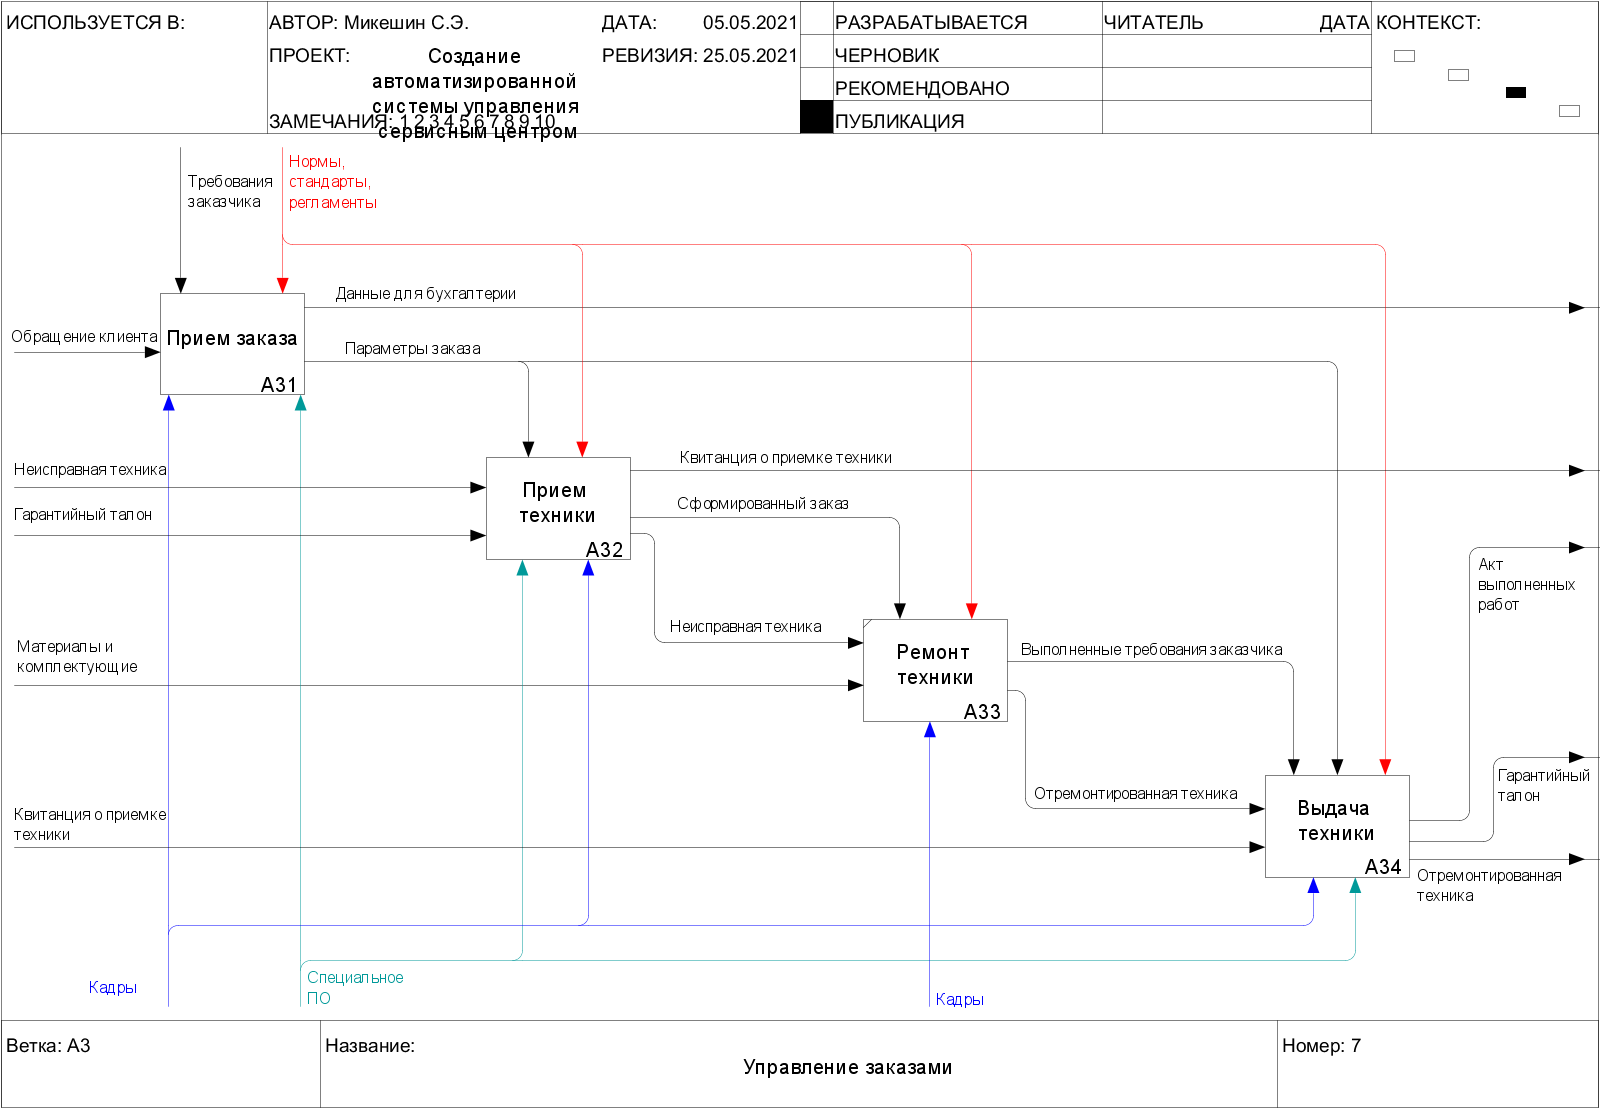 ИСПОЛЬЗУЕТСЯ В:
АВТОР: Микешин С.Э.
ДАТА: 05.05.2021
ПРОЕКТ:
Создание
автоматизированной
системы управления
сервисным центром
РЕВИЗИЯ: 25.05.2021
ЗАМЕЧАНИЯ: 1 2 3 4 5 6 7 8 9 10
РАЗРАБАТЫВАЕТСЯ
ЧЕРНОВИК
РЕКОМЕНДОВАНО
ПУБЛИКАЦИЯ
ЧИТАТЕЛЬ
ДАТА
КОНТЕКСТ:
Требования
заказчика
Нормы,
стандарты,
регламенты
Данные для бухгалтерии
Обращение клиента
Прием заказа
A31
Параметры заказа
Неисправная техника
Гарантийный талон
Прием
техники
A32
Квитанция о приемке техники
Сформированный заказ
Неисправная техника
Материалы и
комплектующие
Ремонт
техники
A33
Выполненные требования заказчика
Отремонтированная техника
Акт
выполненных
работ
Гарантийный
талон
Квитанция о приемке
техники
Выдача
техники
A34
Отремонтированная
техника
Кадры
Специальное
ПО
Кадры
Ветка: A3
Название:
Управление заказами
Номер: 7